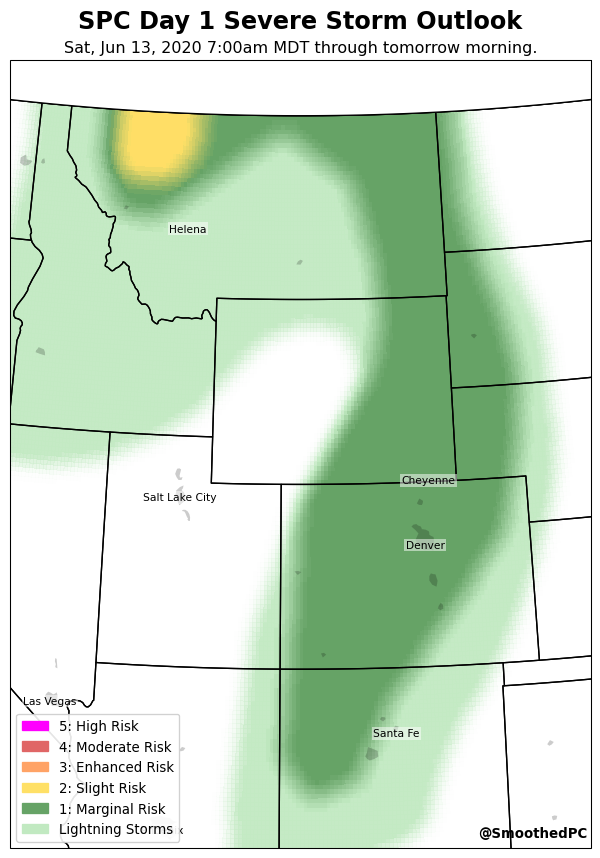 SPC Day 1 Severe Storm Outlook
Sat, Jun 13, 2020 7:00am MDT through tomorrow morning.
Helena
Cheyenne
Salt Lake City
Denver
Las Vegas
Santa Fe
5: High Risk
4: Moderate Risk
3: Enhanced Risk
2: Slight Risk
1: Marginal Risk
Lightning Storms
@SmoothedPC